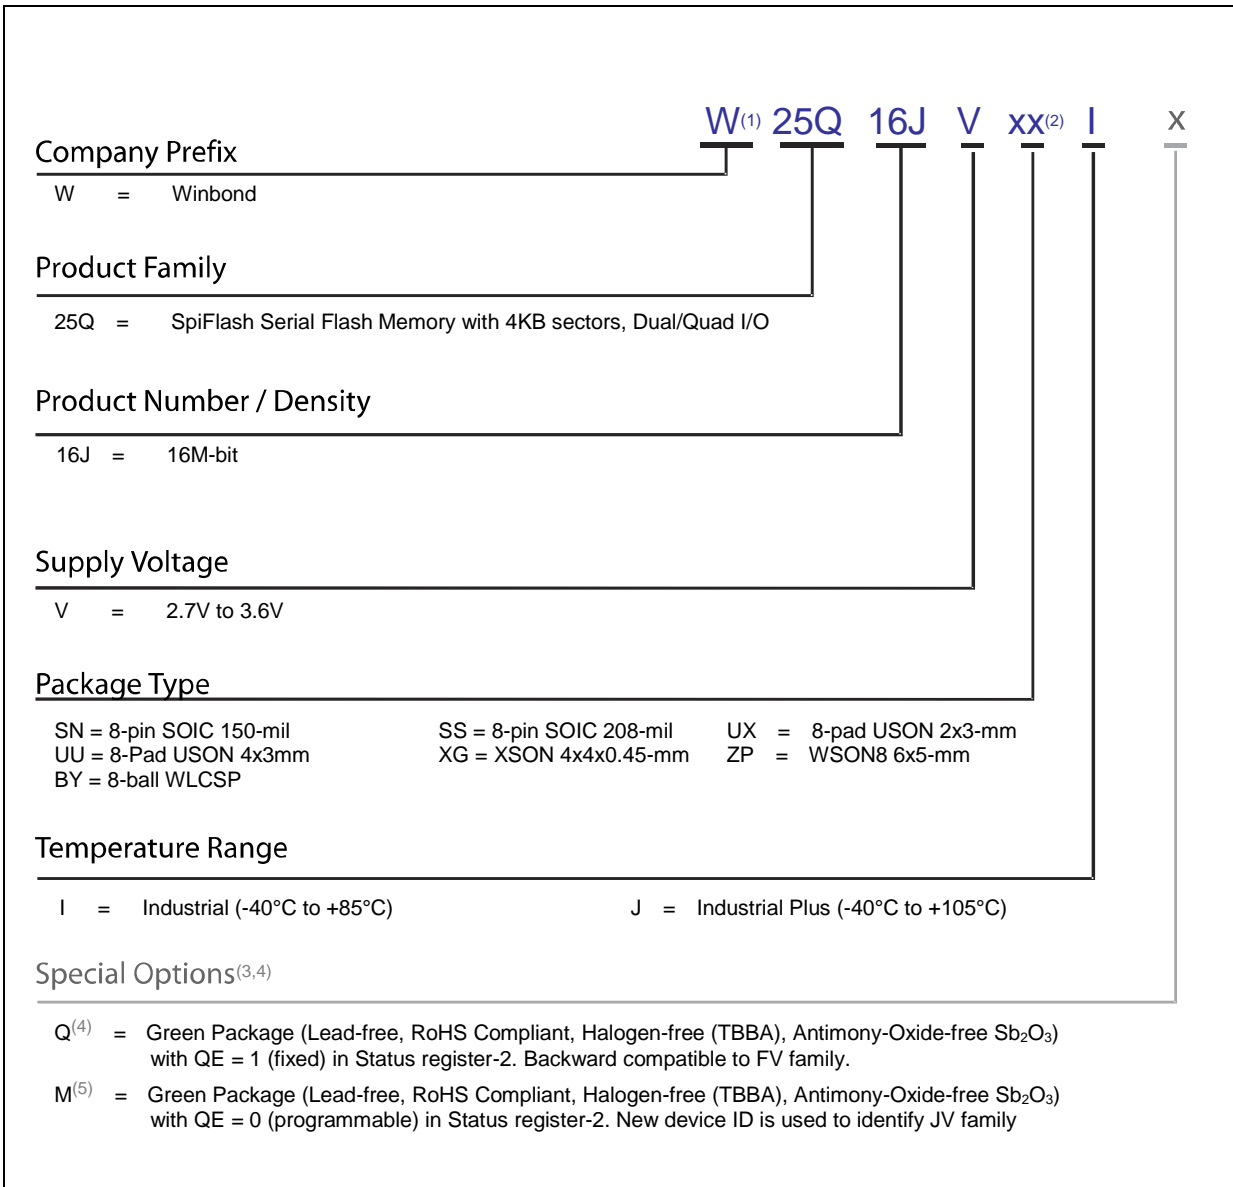 W(1) 25Q 16J V xx(2) I x
Company Prefix
W = Winbond
Product Family
25Q = SpiFlash Serial Flash Memory with 4KB sectors, Dual/Quad I/O
Product Number / Density
16J = 16M-bit
Supply Voltage
V = 2.7V to 3.6V
Package Type
SN = 8-pin SOIC 150-mil SS = 8-pin SOIC 208-mil UX = 8-pad USON 2x3-mm
UU = 8-Pad USON 4x3mm XG = XSON 4x4x0.45-mm ZP = WSON8 6x5-mm
BY = 8-ball WLCSP
Temperature Range
I = Industrial (-40°C to +85°C) J = Industrial Plus (-40°C to +105°C)
Special Options(3,4)
Q(4) = Green Package (Lead-free, RoHS Compliant, Halogen-free (TBBA), Antimony-Oxide-free Sb₂O₃)
with QE = 1 (fixed) in Status register-2. Backward compatible to FV family.
M(5) = Green Package (Lead-free, RoHS Compliant, Halogen-free (TBBA), Antimony-Oxide-free Sb₂O₃)
with QE = 0 (programmable) in Status register-2. New device ID is used to identify JV family